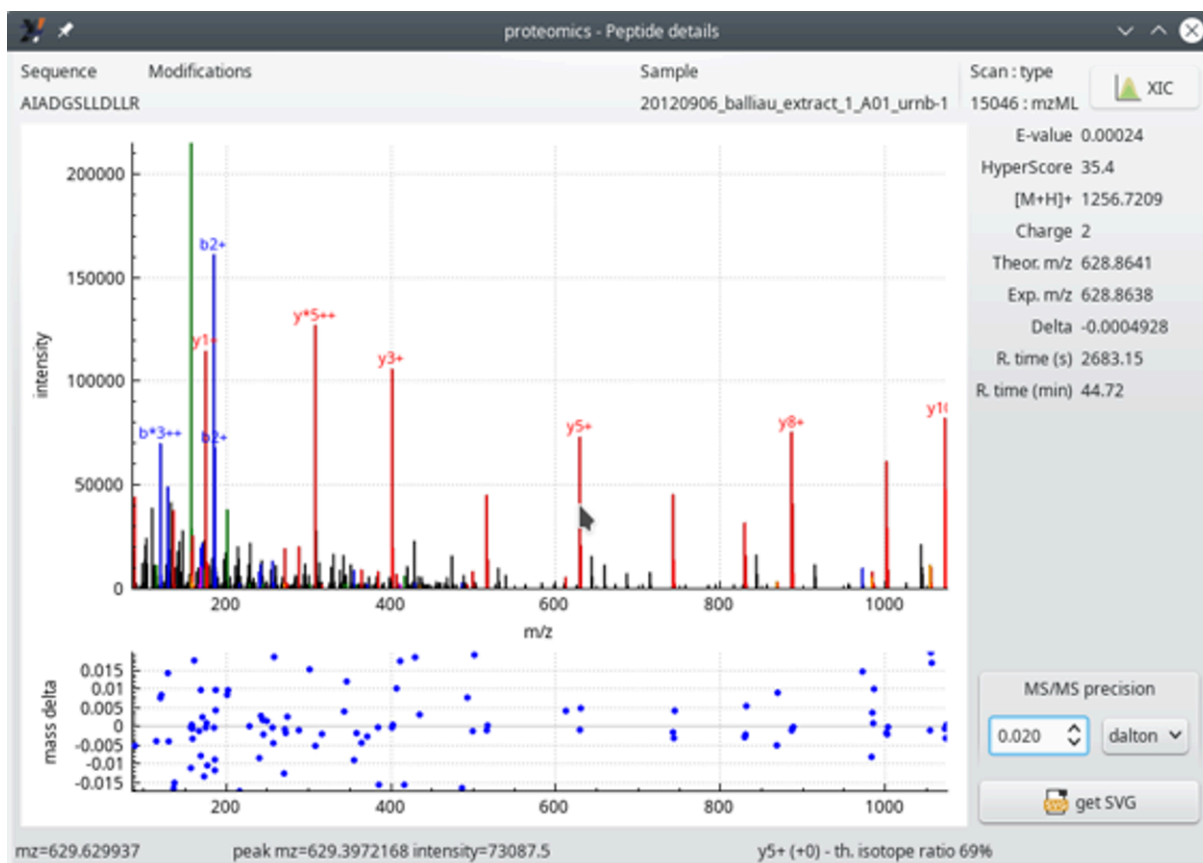 proteomics - Peptide details
Sequence Modifications Sample Scan : type
AIADGSLLDLLR 20120906_balliau_extract_1_A01_urnb-1 15046 : mzML
XIC
E-value 0.00024
HyperScore 35.4
[M+H]+ 1256.7209
Charge 2
Theor. m/z 628.8641
Exp. m/z 628.8638
Delta -0.0004928
R. time (s) 2683.15
R. time (min) 44.72
200000
150000
100000
50000
0
intensity
b2+
y*5++
y1+
y3+
b*3++
b2+
y5+
y8+
y10
200 400 600 800 1000
m/z
0.015
0.01
0.005
0
-0.005
-0.01
-0.015
mass delta
200 400 600 800 1000
MS/MS precision
0.020 dalton
get SVG
mz=629.629937 peak mz=629.3972168 intensity=73087.5 y5+ (+0) - th. isotope ratio 69%